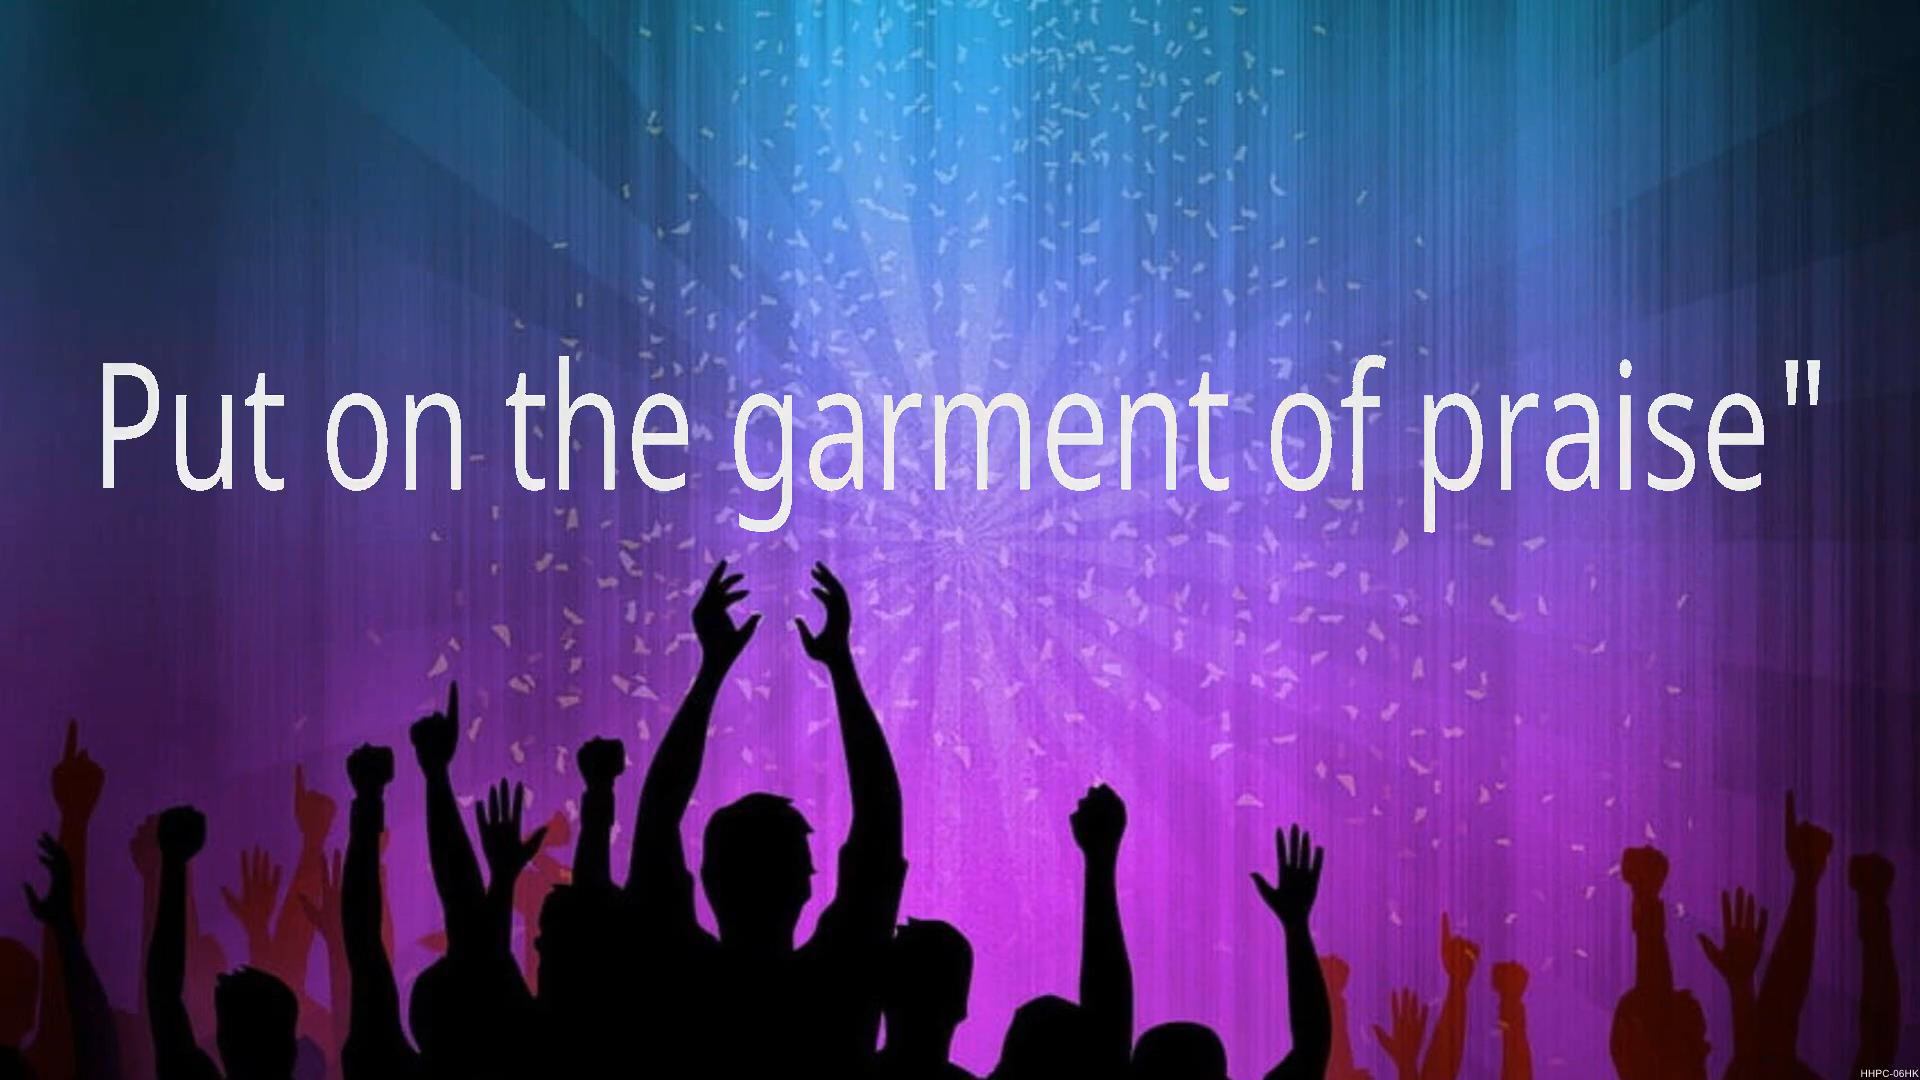 Put on the garment of praise"
HHPC-06HK